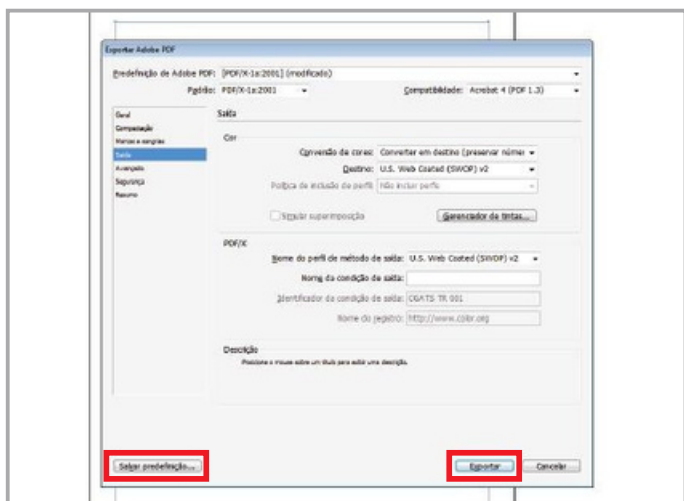 Exportar Adobe PDF
Predefinição de Adobe PDF: [PDF/X-1a:2001] (modificado)
Padrão: PDF/X-1a:2001 Compatibilidade: Acrobat 4 (PDF 1.3)
Geral
Compactação
Marcas e sangrias
Saída
Avançado
Segurança
Resumo
Saída
Cor
Conversão de cores: Converter em destino (preservar númer
Destino: U.S. Web Coated (SWOP) v2
Política de inclusão de perfil: Não incluir perfis
Simular superimposição Gerenciador de tintas...
PDF/X
Nome do perfil de método de saída: U.S. Web Coated (SWOP) v2
Nome da condição de saída:
Identificador da condição de saída: CGATS TR 001
Nome do registro: http://www.color.org
Descrição
Posicione o mouse sobre um título para exibir uma descrição.
Salvar predefinição... Exportar Cancelar